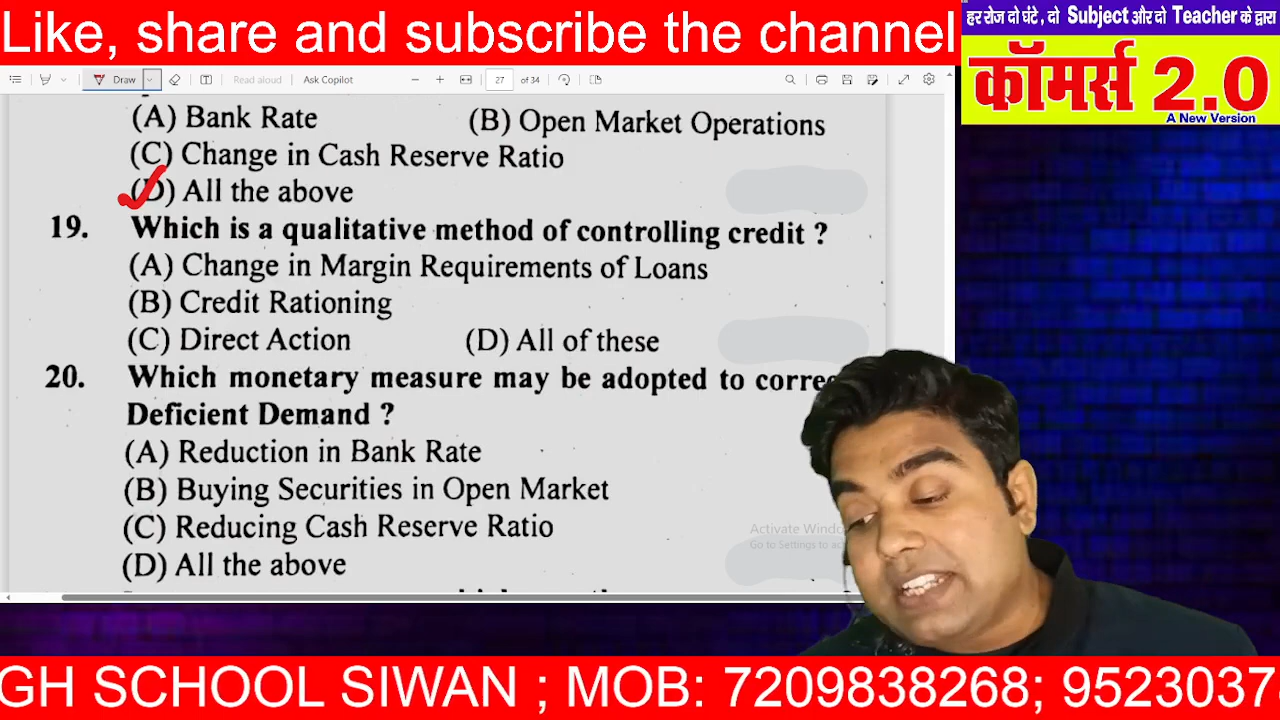 Like, share and subscribe the channel
हर रोज दो घंटे, दो Subject और दो Teacher के द्वारा
कॉमर्स 2.0
A New Version
Draw
Read aloud
Ask Copilot
27
of 34
(A) Bank Rate (B) Open Market Operations
(C) Change in Cash Reserve Ratio
(D) All the above
19. Which is a qualitative method of controlling credit ?
(A) Change in Margin Requirements of Loans
(B) Credit Rationing
(C) Direct Action (D) All of these
20. Which monetary measure may be adopted to
Deficient Demand ?
(A) Reduction in Bank Rate
(B) Buying Securities in Open Market
(C) Reducing Cash Reserve Ratio
(D) All the above
Activate
Go to Settings to
GH SCHOOL SIWAN ; MOB: 7209838268; 9523037